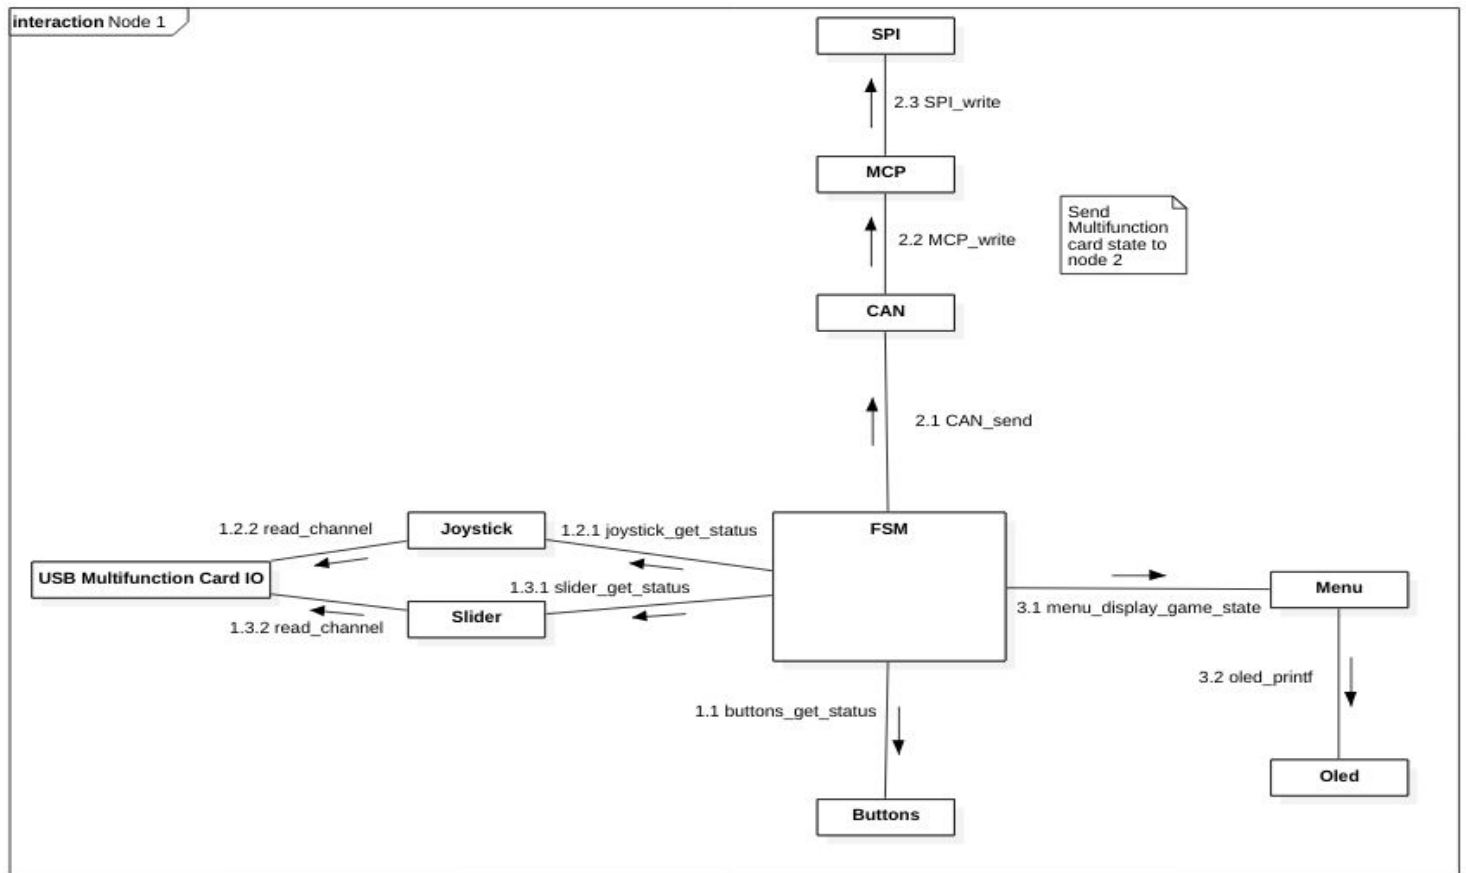 interaction Node 1
SPI
2.3 SPI_write
MCP
Send
Multifunction
card state to
node 2
2.2 MCP_write
CAN
2.1 CAN_send
1.2.2 read_channel
Joystick
1.2.1 joystick_get_status
FSM
USB Multifunction Card IO
1.3.1 slider_get_status
Menu
Slider
3.1 menu_display_game_state
1.3.2 read_channel
3.2 oled_printf
1.1 buttons_get_status
Oled
Buttons